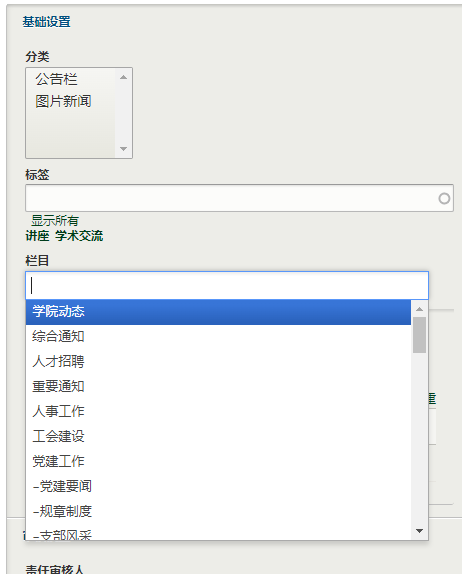 基础设置
分类
公告栏
图片新闻
标签
显示所有
讲座 学术交流
栏目
学院动态
综合通知
人才招聘
重要通知
人事工作
工会建设
党建工作
-党建要闻
-规章制度
-支部风采
重
责任审核人